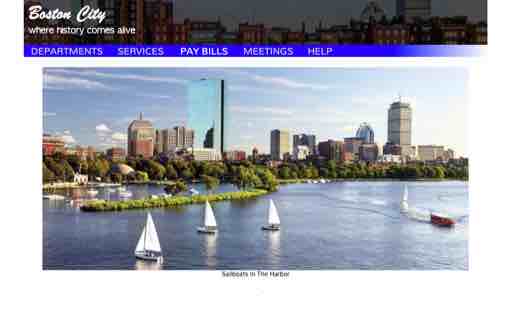 Boston City
where history comes alive
DEPARTMENTS SERVICES PAY BILLS MEETINGS HELP
Sailboats In The Harbor